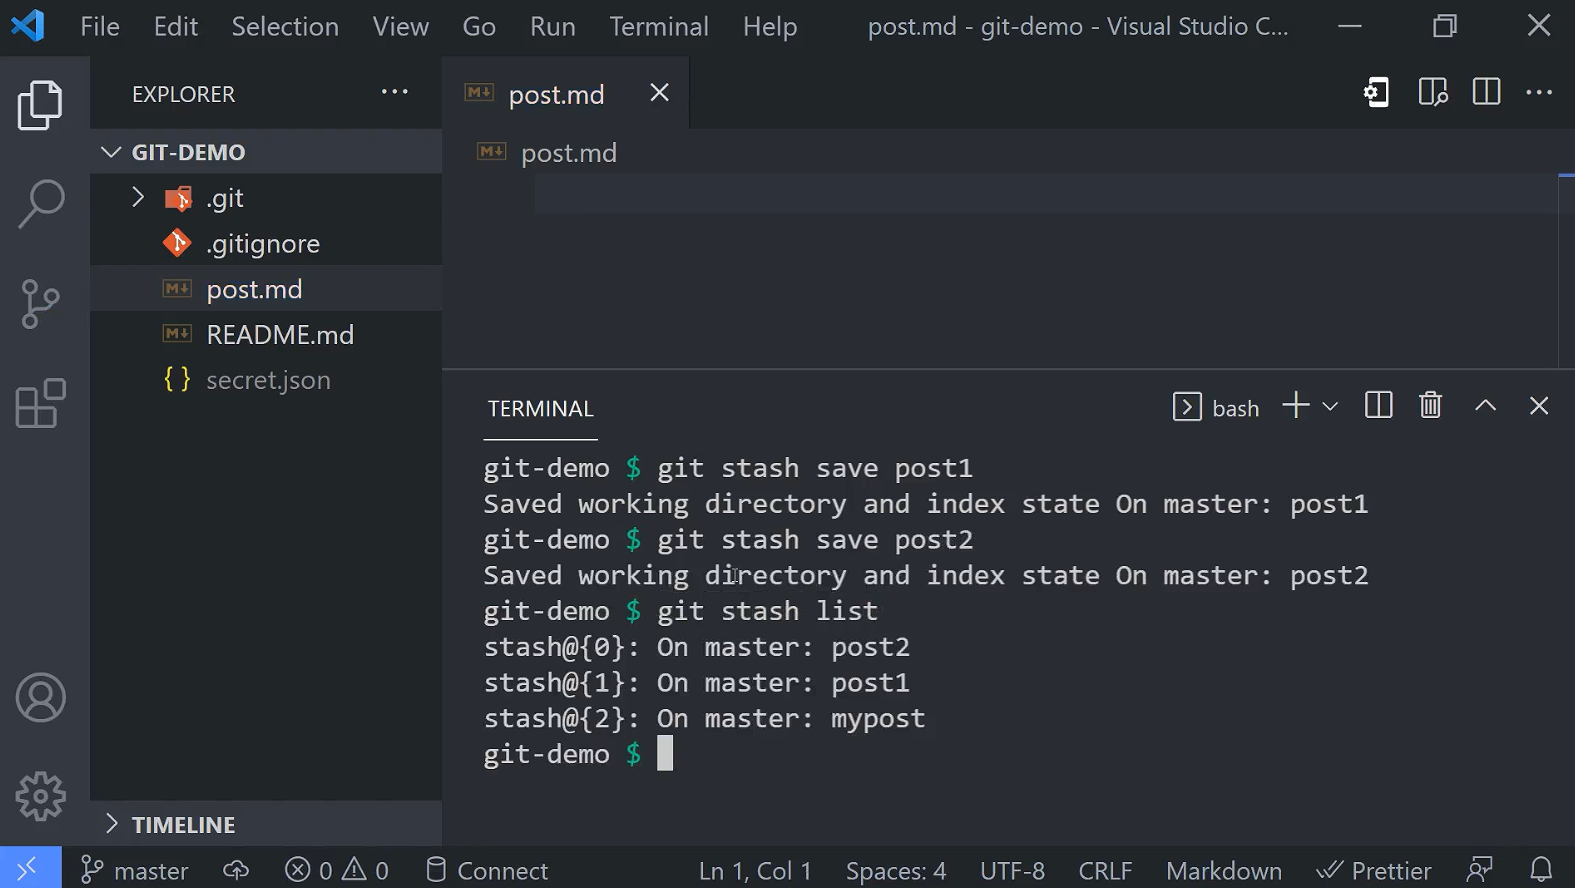 File Edit Selection View Go Run Terminal Help post.md - git-demo - Visual Studio C...
EXPLORER ...
post.md
GIT-DEMO
post.md
.git
.gitignore
post.md
README.md
{ } secret.json
TERMINAL
bash
git-demo $ git stash save post1
Saved working directory and index state On master: post1
git-demo $ git stash save post2
Saved working directory and index state On master: post2
git-demo $ git stash list
stash@{0}: On master: post2
stash@{1}: On master: post1
stash@{2}: On master: mypost
git-demo $
TIMELINE
master 0 0 Connect Ln 1, Col 1 Spaces: 4 UTF-8 CRLF Markdown Prettier